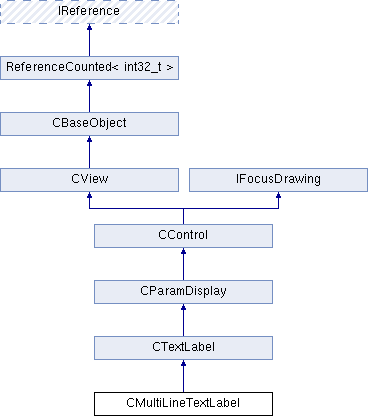 IReference
ReferenceCounted< int32_t >
CBaseObject
CView
IFocusDrawing
CControl
CParamDisplay
CTextLabel
CMultiLineTextLabel